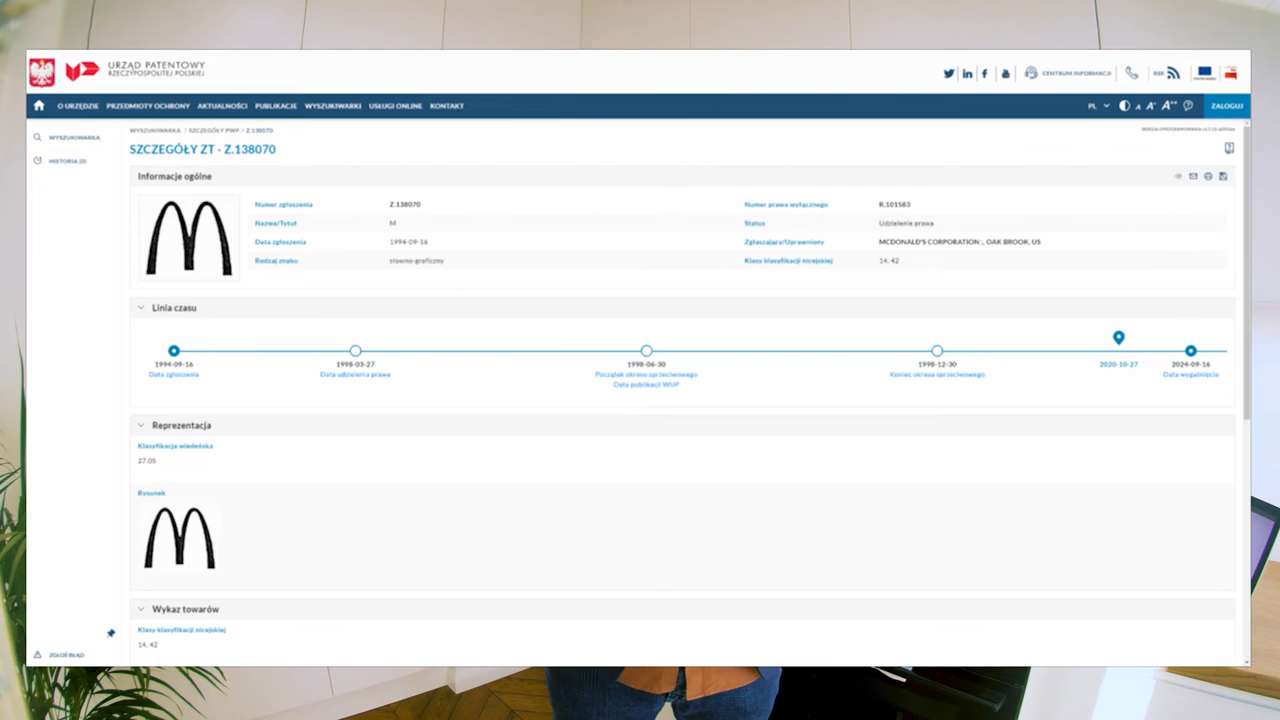 URZĄD PATENTOWY
RZECZYPOSPOLITEJ POLSKIEJ
CENTRUM INFORMACJI
RSS
O URZĘDZIE PRZEDMIOTY OCHRONY AKTUALNOŚCI PUBLIKACJE WYSZUKIWARKI USŁUGI ONLINE KONTAKT
PL A A+ A++ ZALOGUJ
WYSZUKIWARKA
HISTORIA (0)
WYSZUKIWARKA > SZCZEGÓŁY PWP > Z.138070
SZCZEGÓŁY ZT - Z.138070
Informacje ogólne
Numer zgłoszenia Z.138070 Numer prawa wyłącznego R.101583
Nazwa/Tytuł M Status Udzielenie prawa
Data zgłoszenia 1994-09-16 Zgłaszający/Uprawniony MCDONALD'S CORPORATION ;, OAK BROOK, US
Rodzaj znaku słowno-graficzny Klasy klasyfikacji nicejskiej 14, 42
Linia czasu
1994-09-16 1998-03-27 1998-06-30 1998-12-30 2020-10-27 2024-09-16
Data zgłoszenia Data udzielenia prawa Początek okresu sprzeciwowego Koniec okresu sprzeciwowego Data wygaśnięcia
Data publikacji WUP
Reprezentacja
Klasyfikacja wiedeńska
27.05
Rysunek
Wykaz towarów
Klasy klasyfikacji nicejskiej
14, 42
ZGŁOŚ BŁĄD